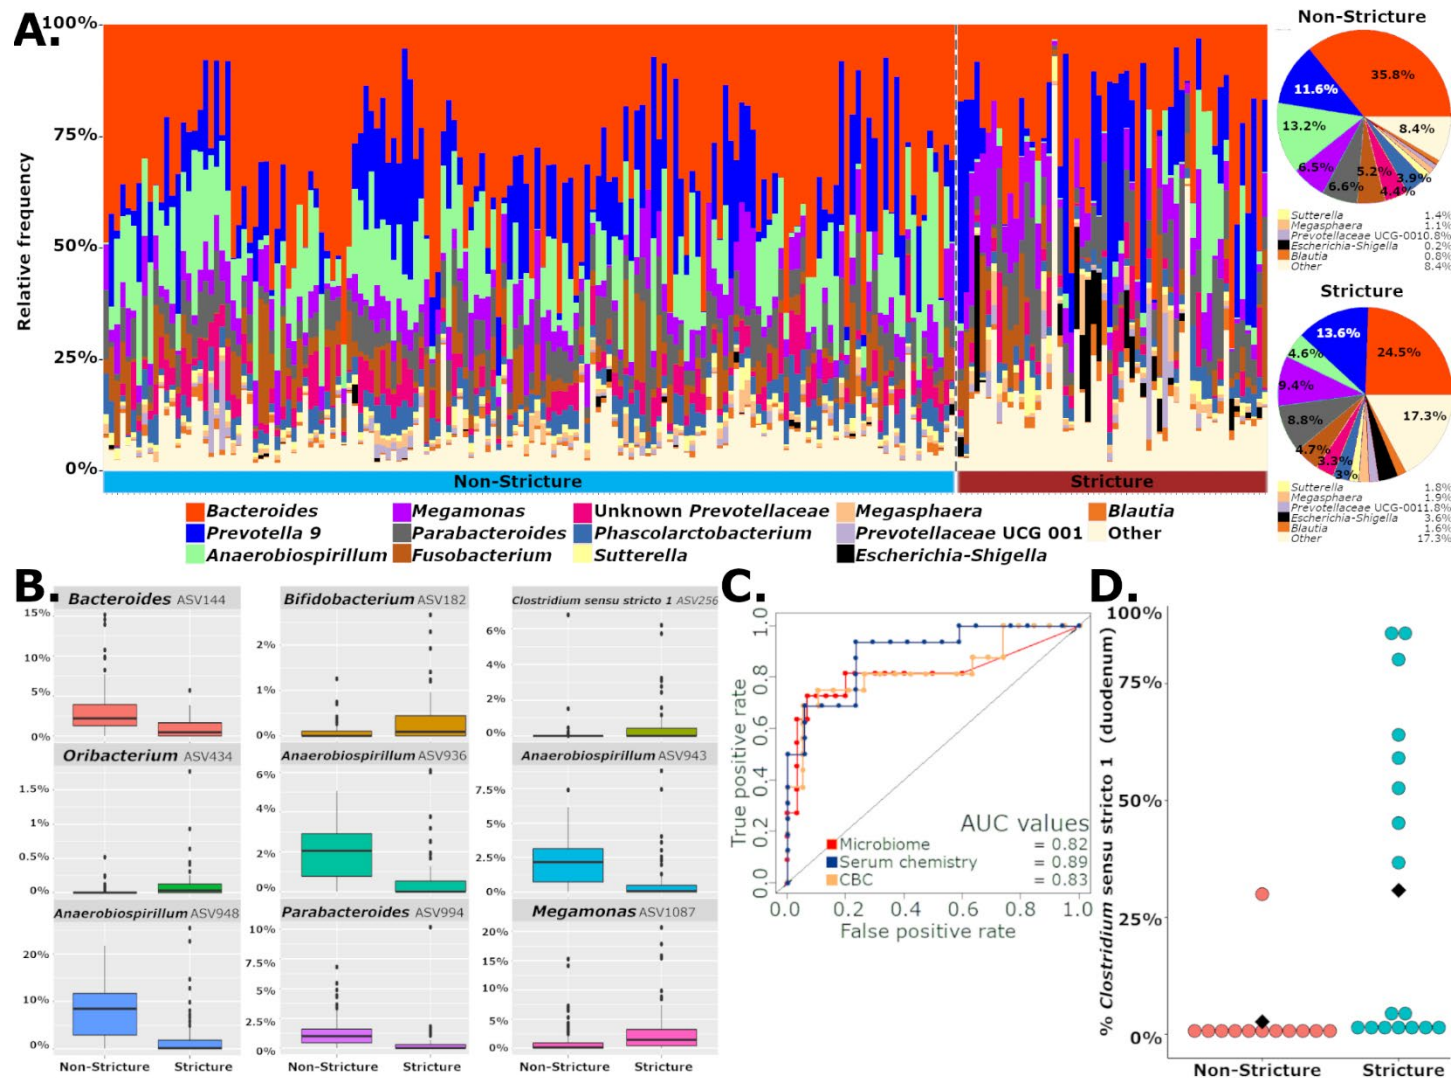 A.
100%
75%
50%
25%
0%
Relative frequency
Non-Stricture
Stricture
Non-Stricture
35.8%
11.6%
13.2%
6.5%
6.6%
5.2%
4.4%
3.9%
8.4%
Sutterella 1.4%
Megasphaera 1.1%
Prevotellaceae UCG-001 0.8%
Escherichia-Shigella 0.2%
Blautia 0.8%
Other 8.4%
Stricture
13.6%
24.5%
4.6%
9.4%
8.8%
4.7%
3.3%
3%
17.3%
Sutterella 1.8%
Megasphaera 1.9%
Prevotellaceae UCG-001 1.8%
Escherichia-Shigella 3.6%
Blautia 1.6%
Other 17.3%
Bacteroides Megamonas Unknown Prevotellaceae Megasphaera Blautia
Prevotella 9 Parabacteroides Phascolarctobacterium Prevotellaceae UCG 001 Other
Anaerobiospirillum Fusobacterium Sutterella Escherichia-Shigella
B.
Bacteroides ASV144
15%
10%
5%
0%
Bifidobacterium ASV182
2%
1%
0%
Clostridium sensu stricto 1 ASV256
6%
4%
2%
0%
Oribacterium ASV434
1.5%
1%
0.5%
0%
Anaerobiospirillum ASV936
6%
4%
2%
0%
Anaerobiospirillum ASV943
7.5%
5%
2.5%
0%
Anaerobiospirillum ASV948
20%
10%
0%
Parabacteroides ASV994
10%
7.5%
5%
2.5%
0%
Megamonas ASV1087
20%
15%
10%
5%
0%
Non-Stricture Stricture Non-Stricture Stricture Non-Stricture Stricture
C.
True positive rate
1.0
0.8
0.6
0.4
0.2
0.0
AUC values
Microbiome = 0.82
Serum chemistry = 0.89
CBC = 0.83
0.0 0.2 0.4 0.6 0.8 1.0
False positive rate
D.
100%
75%
50%
25%
0%
% Clostridium sensu stricto 1 (duodenum)
Non-Stricture Stricture